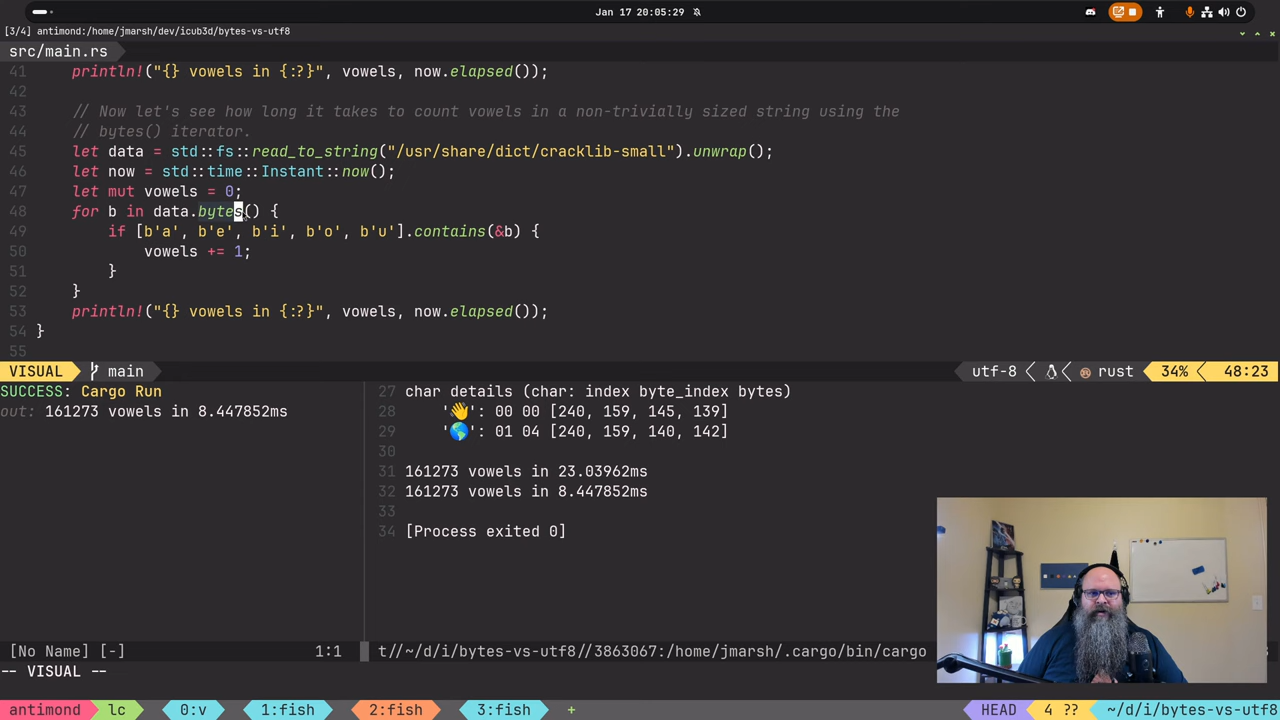 Jan 17 20:05:29
[3/4] antimond:/home/jmarsh/dev/icub3d/bytes-vs-utf8
src/main.rs
41 println!("{} vowels in {:?}", vowels, now.elapsed());
42
43 // Now let's see how long it takes to count vowels in a non-trivially sized string using the
44 // bytes() iterator.
45 let data = std::fs::read_to_string("/usr/share/dict/cracklib-small").unwrap();
46 let now = std::time::Instant::now();
47 let mut vowels = 0;
48 for b in data.bytes() {
49 if [b'a', b'e', b'i', b'o', b'u'].contains(&b) {
50 vowels += 1;
51 }
52 }
53 println!("{} vowels in {:?}", vowels, now.elapsed());
54 }
55
VISUAL main utf-8 rust 34% 48:23
SUCCESS: Cargo Run
out: 161273 vowels in 8.447852ms
27 char details (char: index byte_index bytes)
28 '👋': 00 00 [240, 159, 145, 139]
29 '🌎': 01 04 [240, 159, 140, 142]
30
31 161273 vowels in 23.03962ms
32 161273 vowels in 8.447852ms
33
34 [Process exited 0]
[No Name] [-] 1:1 t//~/d/i/bytes-vs-utf8//3863067:/home/jmarsh/.cargo/bin/cargo
-- VISUAL --
antimond lc 0:v 1:fish 2:fish 3:fish + HEAD 4 ?? ~/d/i/bytes-vs-utf8